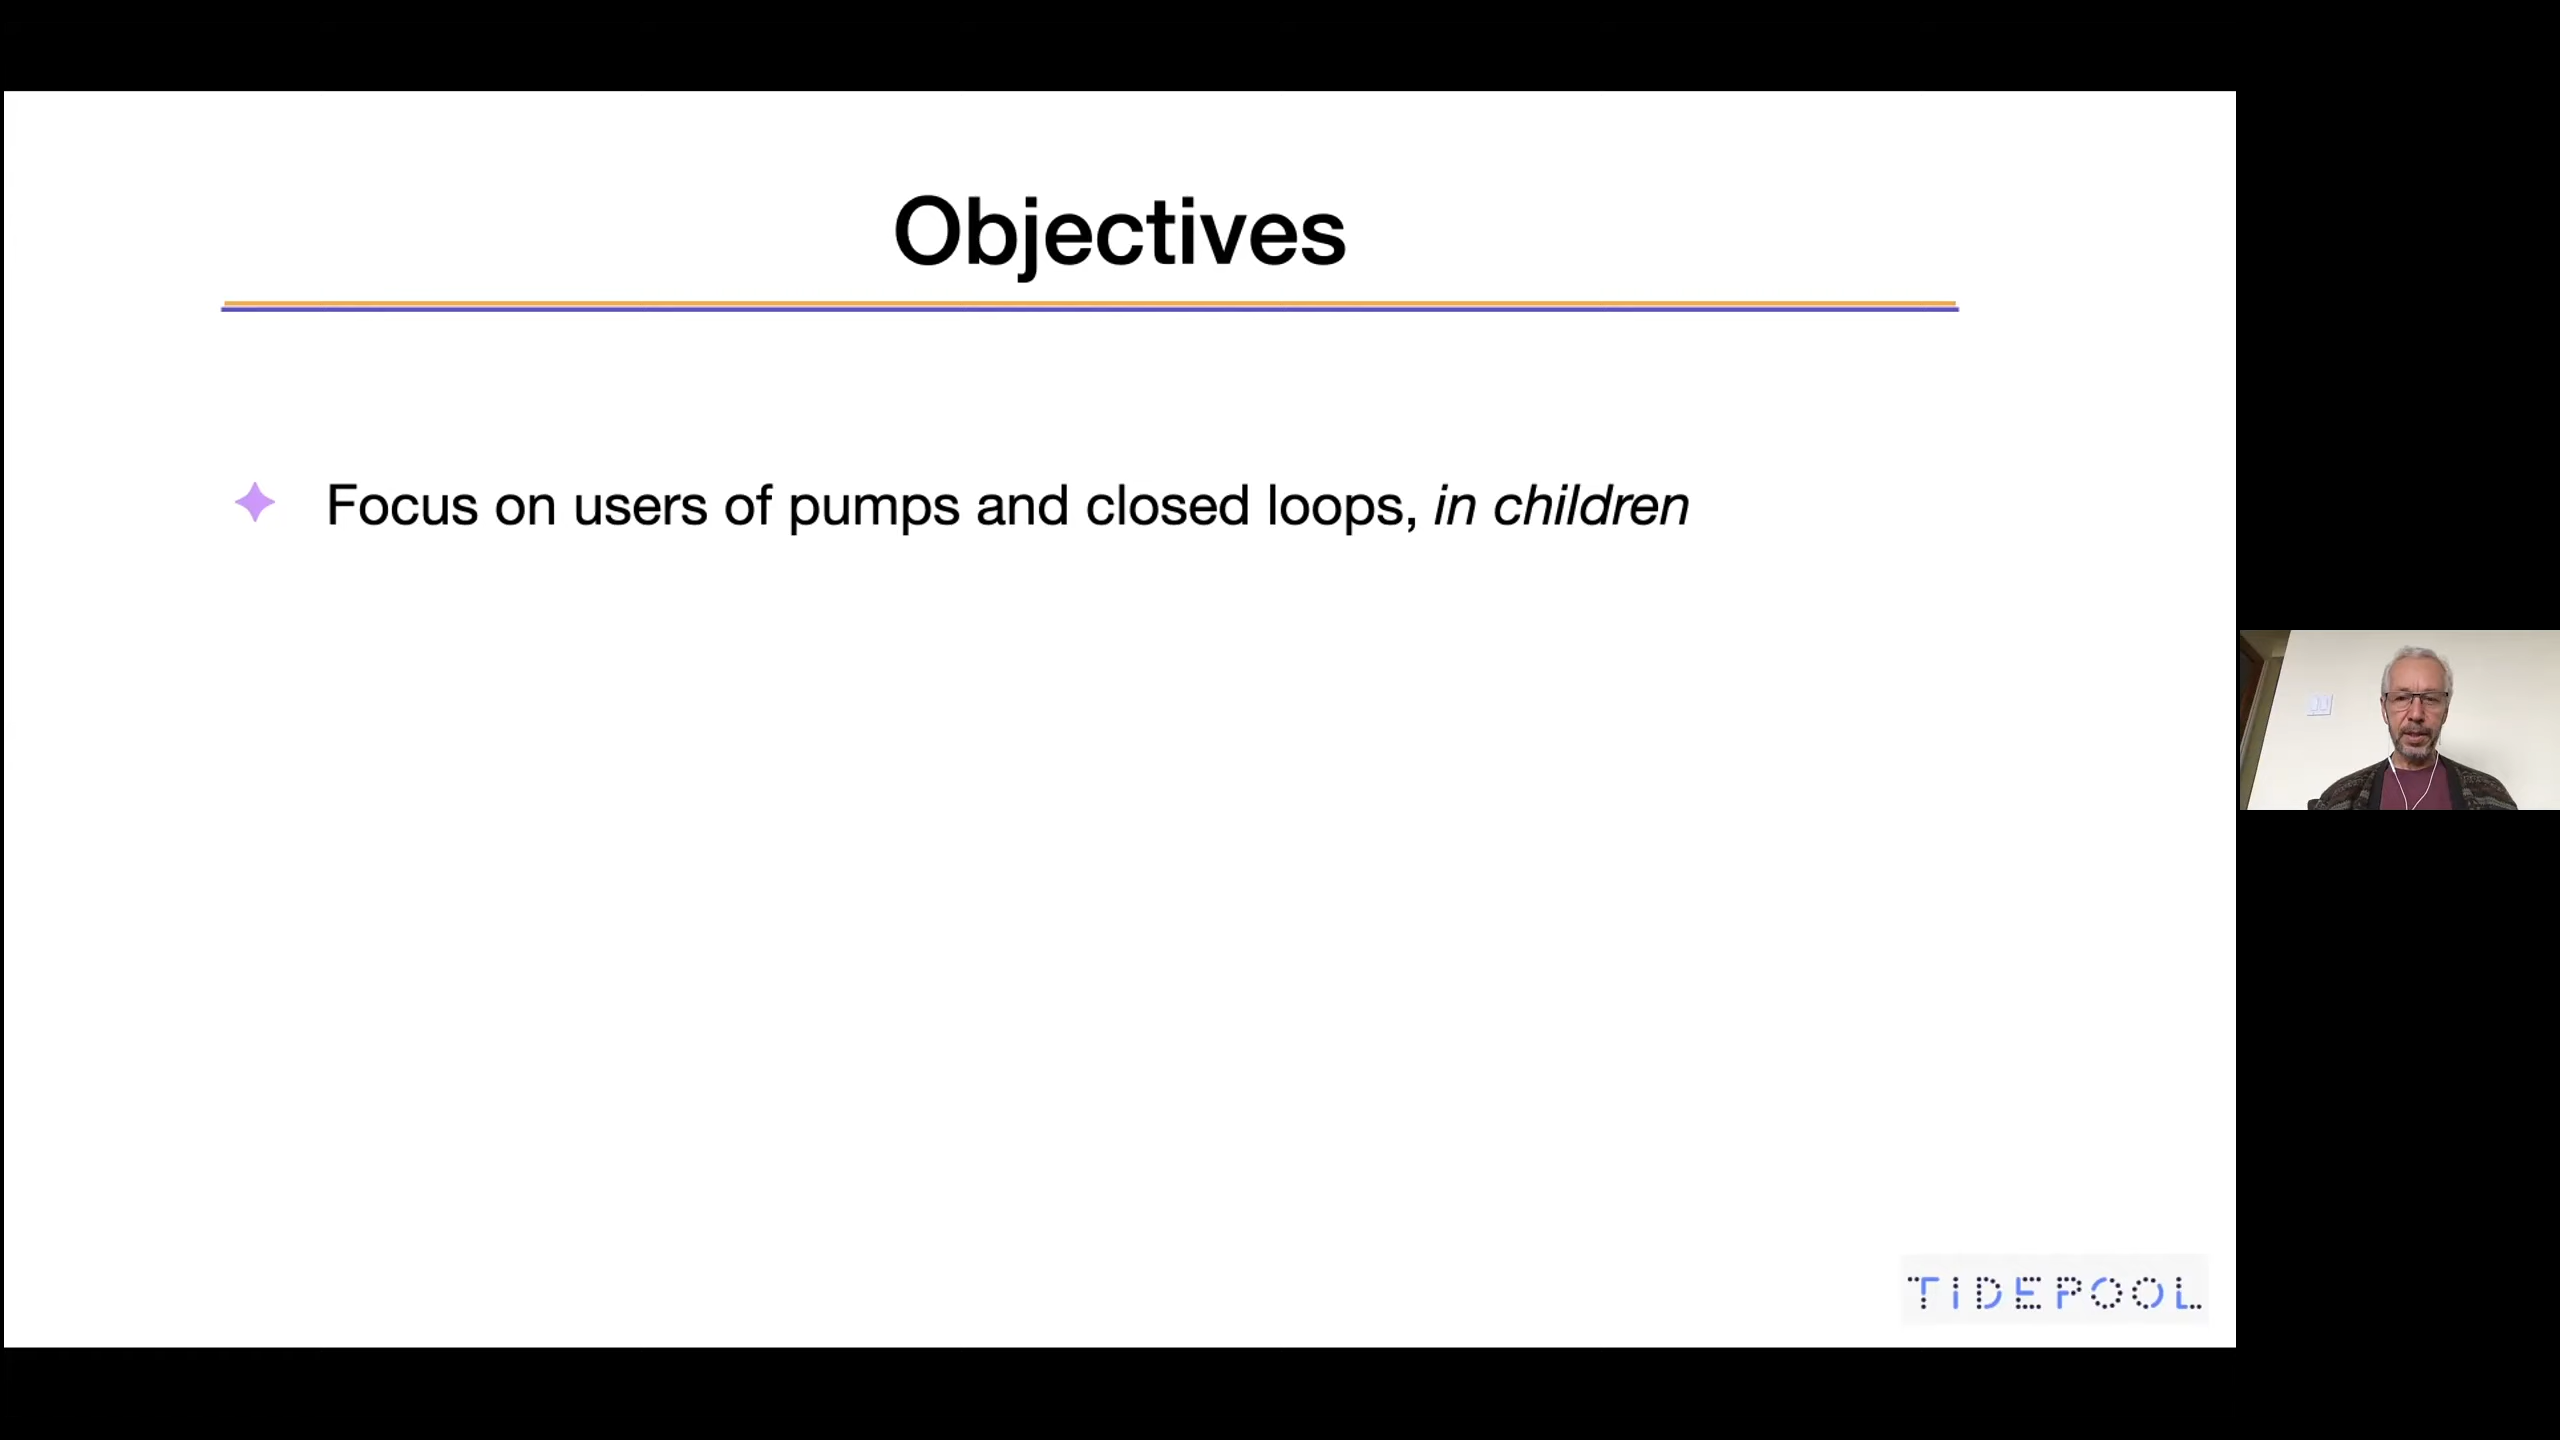 Objectives
Focus on users of pumps and closed loops, in children
TIDEPOOL